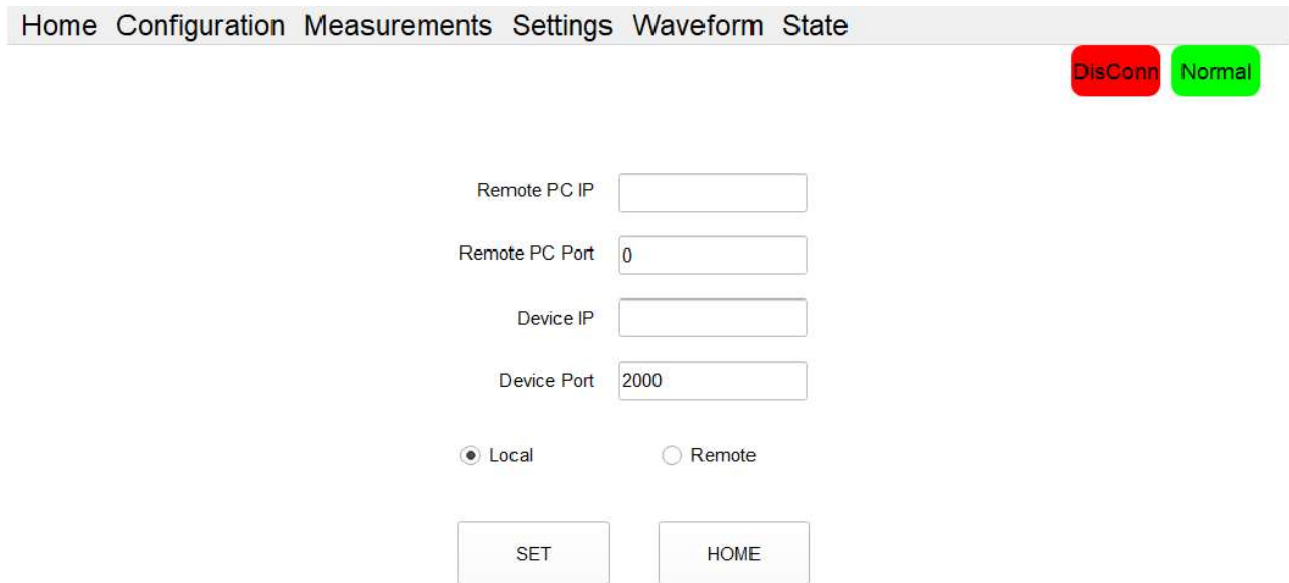 Home Configuration Measurements Settings Waveform State
DisConn Normal
Remote PC IP
Remote PC Port 0
Device IP
Device Port 2000
Local Remote
SET HOME